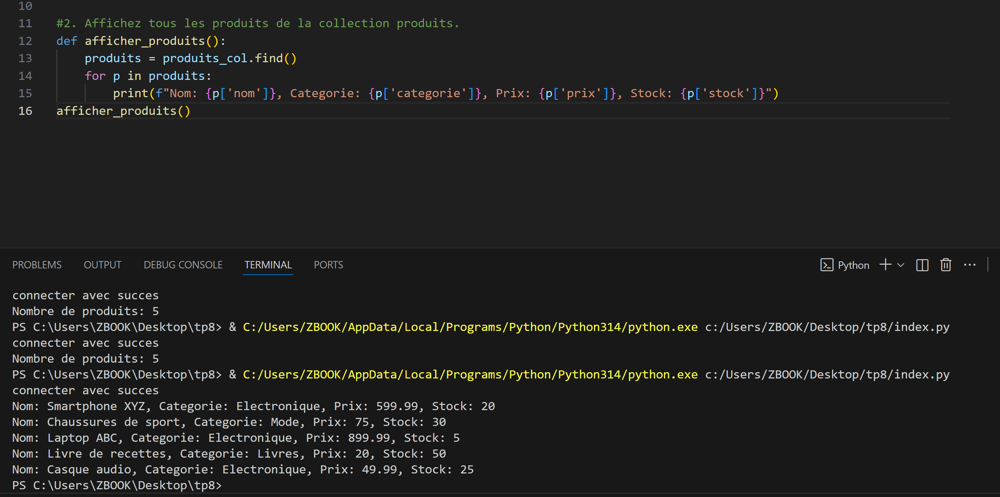 10
11 #2. Affichez tous les produits de la collection produits.
12 def afficher_produits():
13 produits = produits_col.find()
14 for p in produits:
15 print(f"Nom: {p['nom']}, Categorie: {p['categorie']}, Prix: {p['prix']}, Stock: {p['stock']}")
16 afficher_produits()
PROBLEMS OUTPUT DEBUG CONSOLE TERMINAL PORTS Python
connecter avec succes
Nombre de produits: 5
PS C:\Users\ZBOOK\Desktop\tp8> & C:/Users/ZBOOK/AppData/Local/Programs/Python/Python314/python.exe c:/Users/ZBOOK/Desktop/tp8/index.py
connecter avec succes
Nombre de produits: 5
PS C:\Users\ZBOOK\Desktop\tp8> & C:/Users/ZBOOK/AppData/Local/Programs/Python/Python314/python.exe c:/Users/ZBOOK/Desktop/tp8/index.py
connecter avec succes
Nom: Smartphone XYZ, Categorie: Electronique, Prix: 599.99, Stock: 20
Nom: Chaussures de sport, Categorie: Mode, Prix: 75, Stock: 30
Nom: Laptop ABC, Categorie: Electronique, Prix: 899.99, Stock: 5
Nom: Livre de recettes, Categorie: Livres, Prix: 20, Stock: 50
Nom: Casque audio, Categorie: Electronique, Prix: 49.99, Stock: 25
PS C:\Users\ZBOOK\Desktop\tp8>